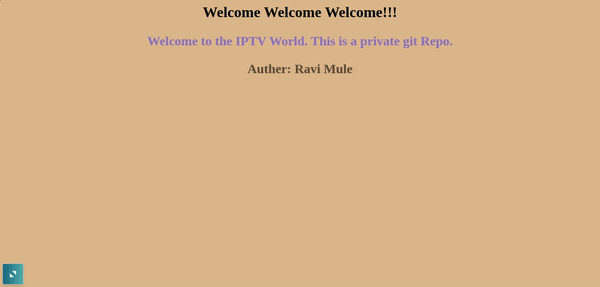 Welcome Welcome Welcome!!!
Welcome to the IPTV World. This is a private git Repo.
Auther: Ravi Mule